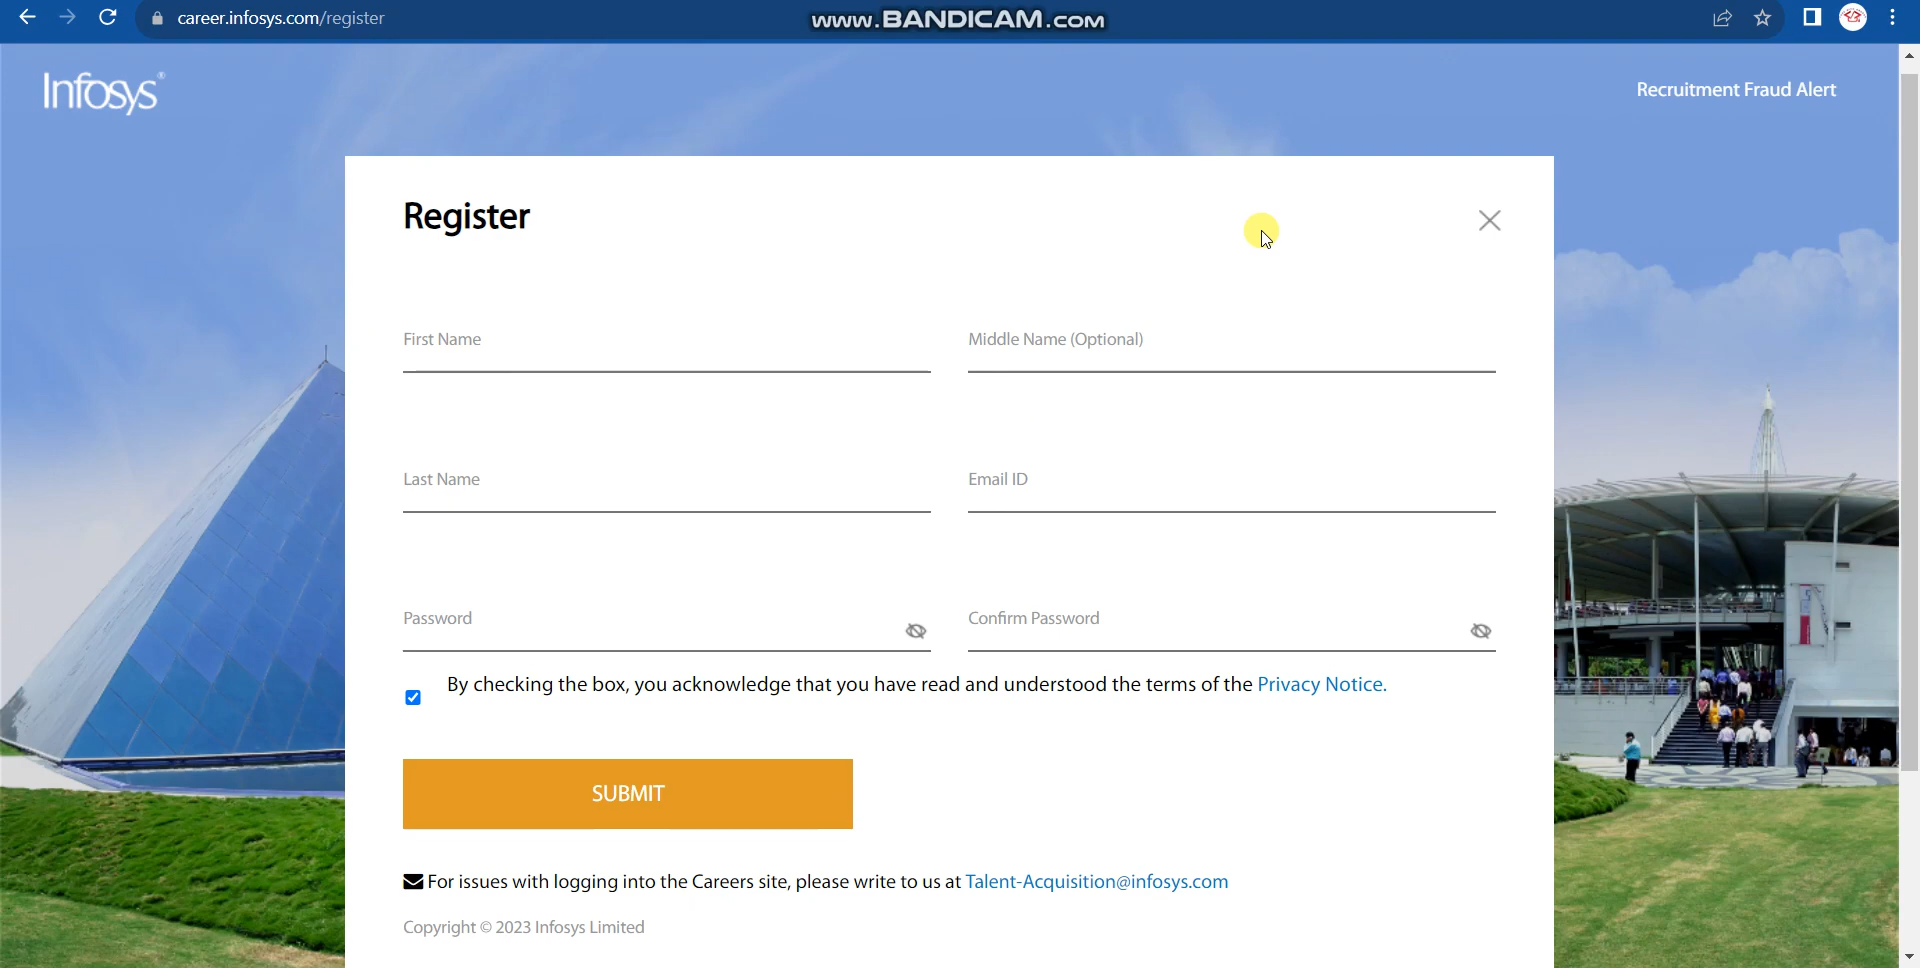 career.infosys.com/register
www.BANDICAM.com
Infosys®
Recruitment Fraud Alert
Register
First Name
Middle Name (Optional)
Last Name
Email ID
Password
Confirm Password
By checking the box, you acknowledge that you have read and understood the terms of the Privacy Notice.
SUBMIT
For issues with logging into the Careers site, please write to us at Talent-Acquisition@infosys.com
Copyright © 2023 Infosys Limited